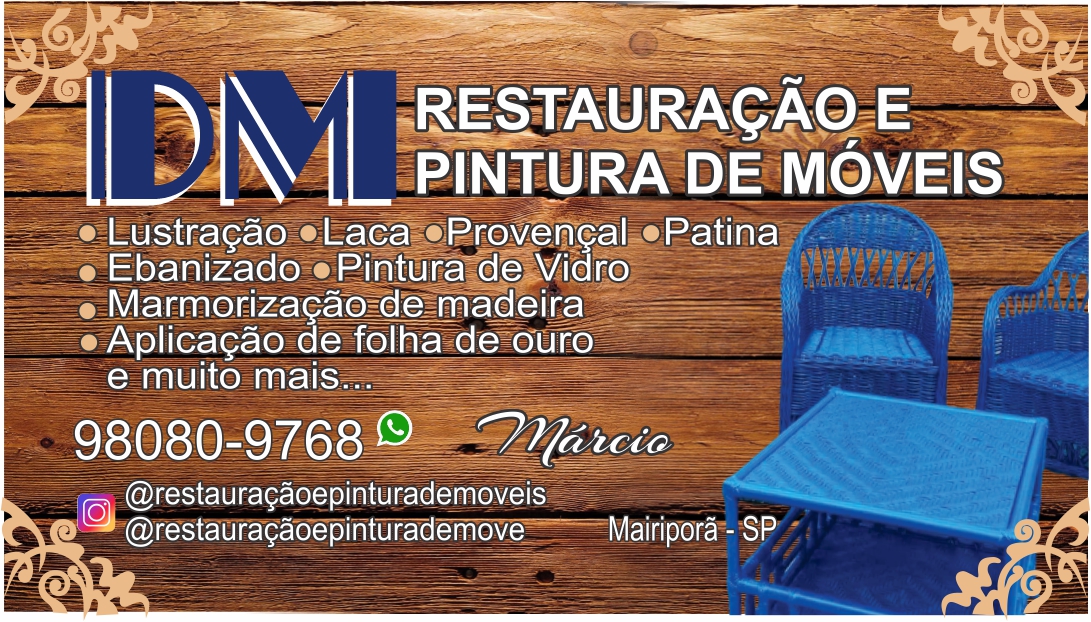 DM
RESTAURAÇÃO E
PINTURA DE MÓVEIS
•Lustração •Laca •Provençal •Patina
•Ebanizado •Pintura de Vidro
•Marmorização de madeira
•Aplicação de folha de ouro
e muito mais...
98080-9768
Márcio
@restauraçãoepinturademoveis
@restauraçãoepinturademove
Mairiporã - SP